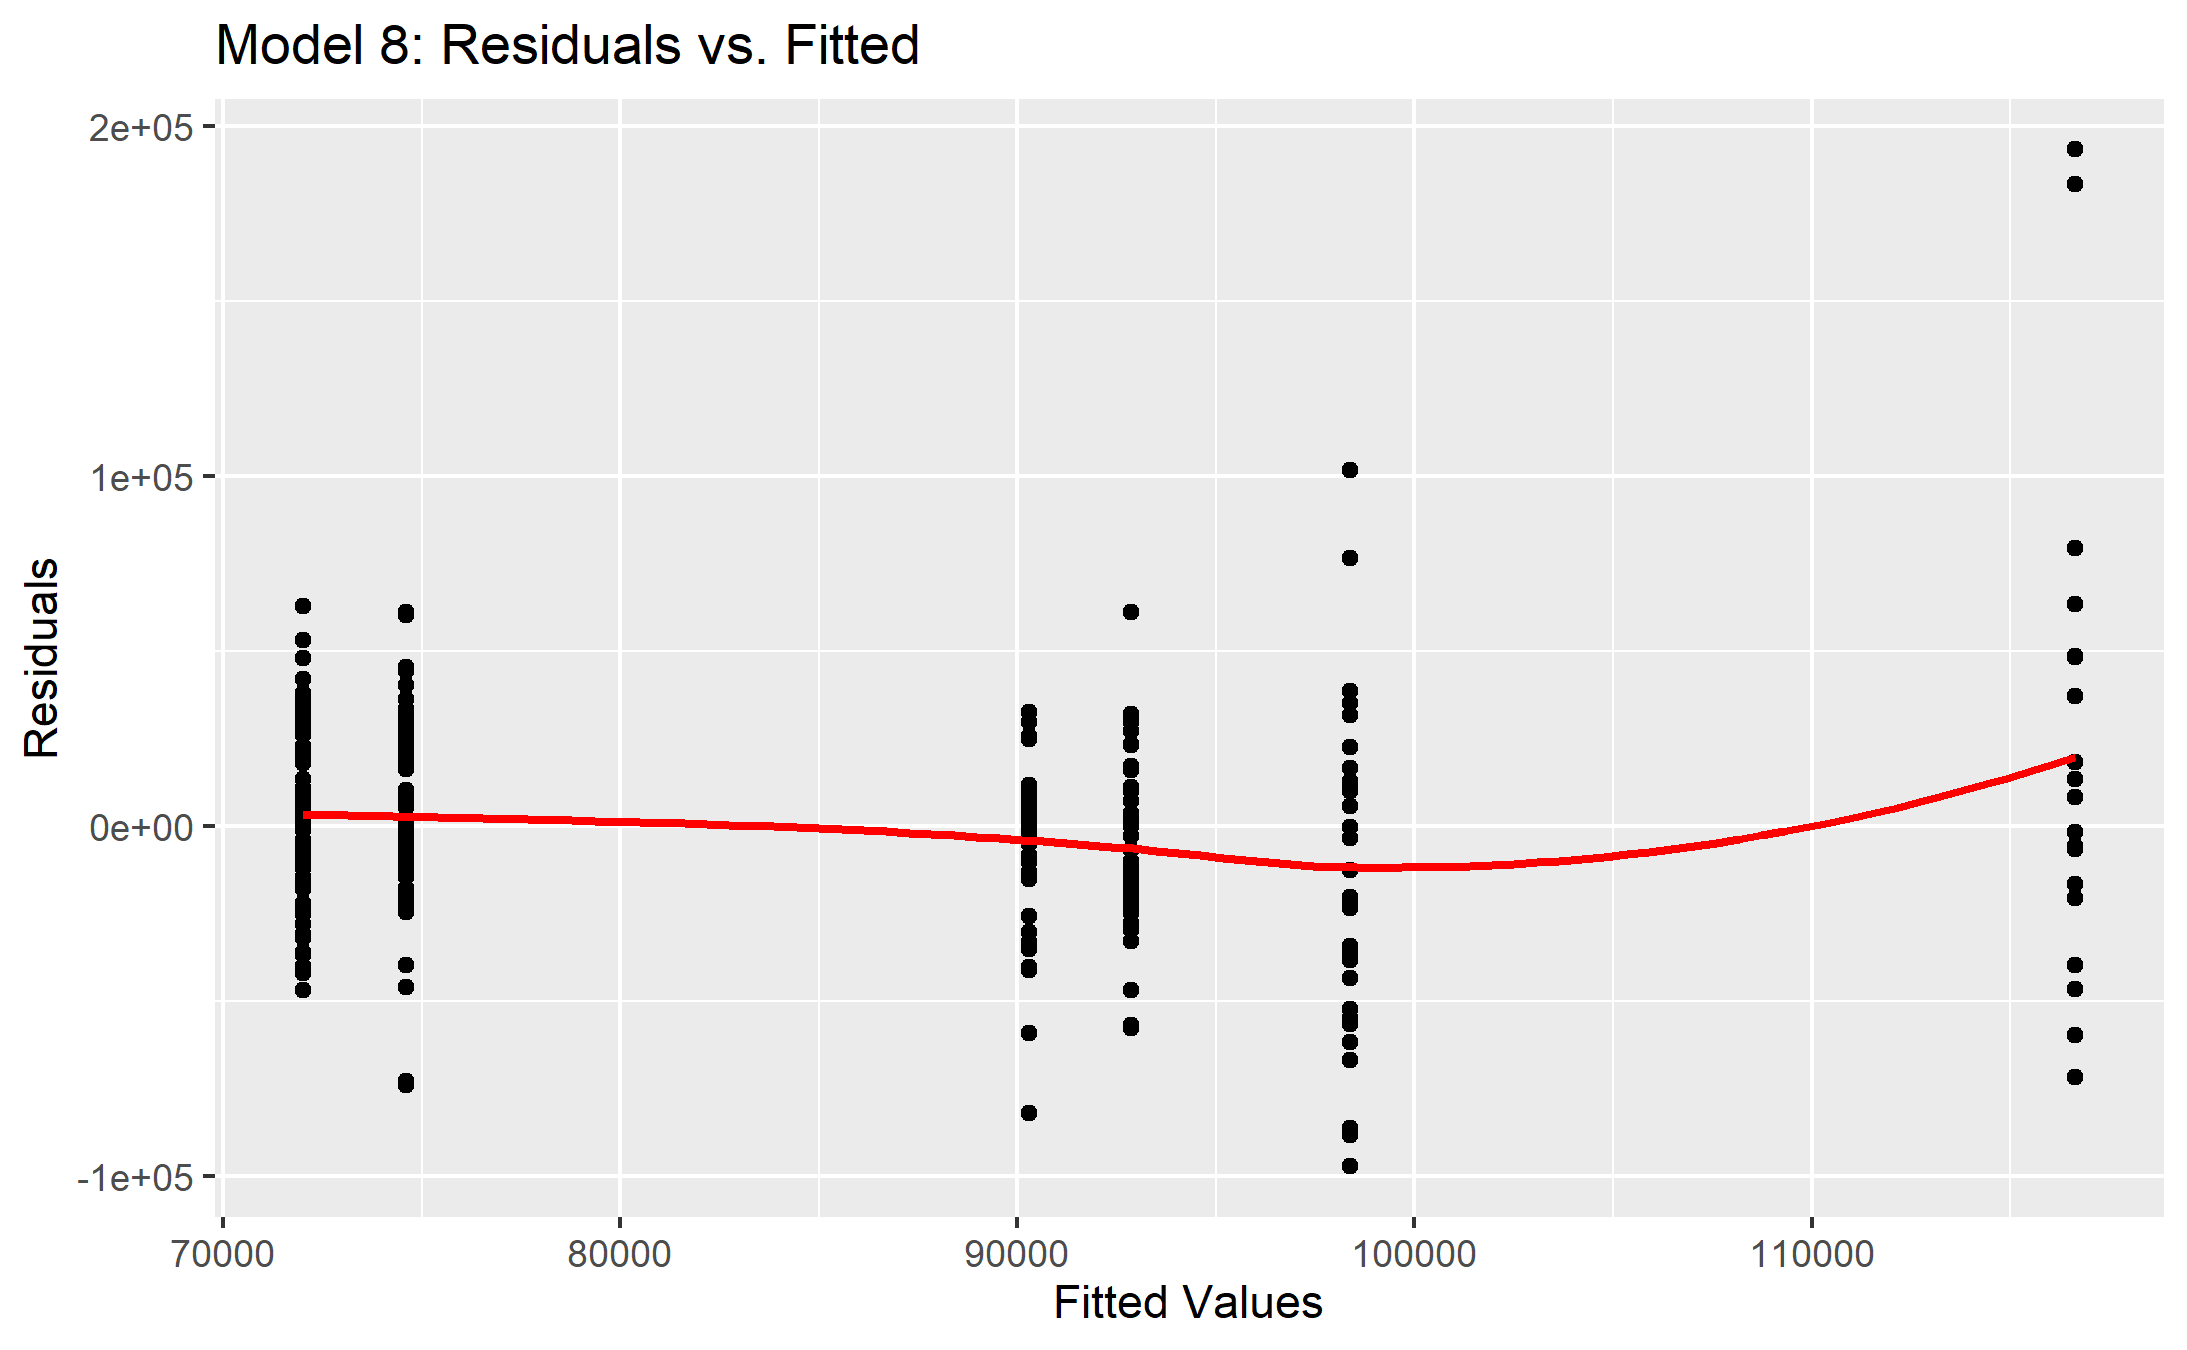 Model 8: Residuals vs. Fitted
2e+05
1e+05
0e+00
-1e+05
Residuals
70000 80000 90000 100000 110000
Fitted Values